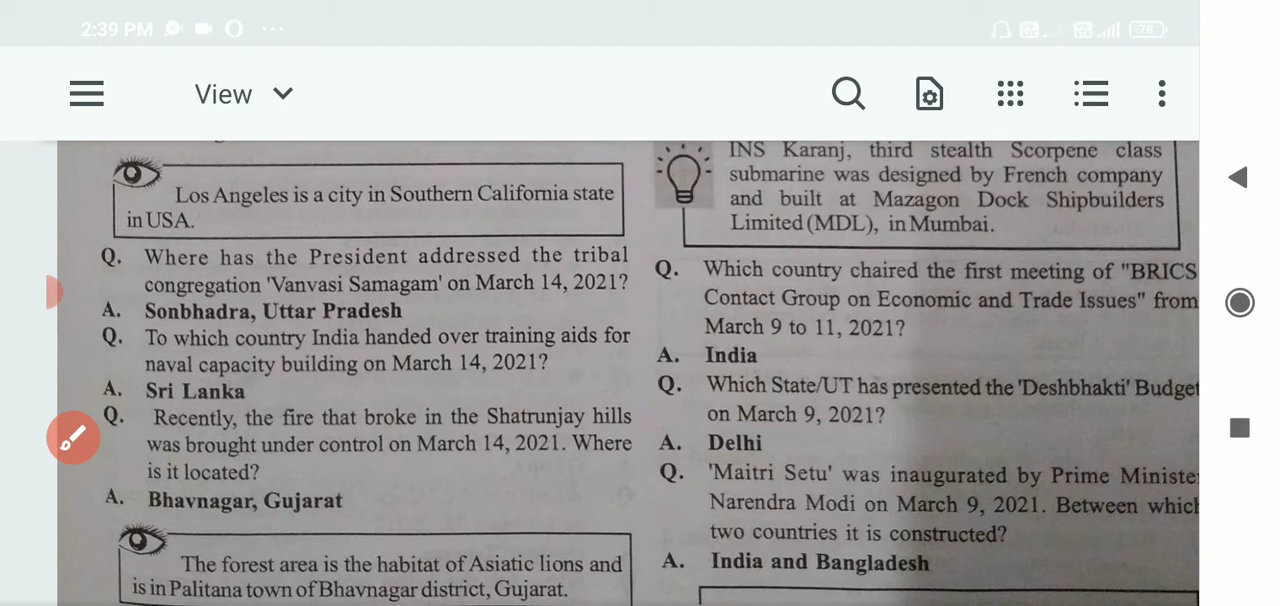 2:39 PM
78
View
Los Angeles is a city in Southern California state
in USA.
Q. Where has the President addressed the tribal
congregation 'Vanvasi Samagam' on March 14, 2021?
A. Sonbhadra, Uttar Pradesh
Q. To which country India handed over training aids for
naval capacity building on March 14, 2021?
A. Sri Lanka
Q. Recently, the fire that broke in the Shatrunjay hills
was brought under control on March 14, 2021. Where
is it located?
A. Bhavnagar, Gujarat
The forest area is the habitat of Asiatic lions and
is in Palitana town of Bhavnagar district, Gujarat.
INS Karanj, third stealth Scorpene class
submarine was designed by French company
and built at Mazagon Dock Shipbuilders
Limited (MDL), in Mumbai.
Q. Which country chaired the first meeting of "BRICS
Contact Group on Economic and Trade Issues" from
March 9 to 11, 2021?
A. India
Q. Which State/UT has presented the 'Deshbhakti' Budget
on March 9, 2021?
A. Delhi
Q. 'Maitri Setu' was inaugurated by Prime Ministe
Narendra Modi on March 9, 2021. Between which
two countries it is constructed?
A. India and Bangladesh